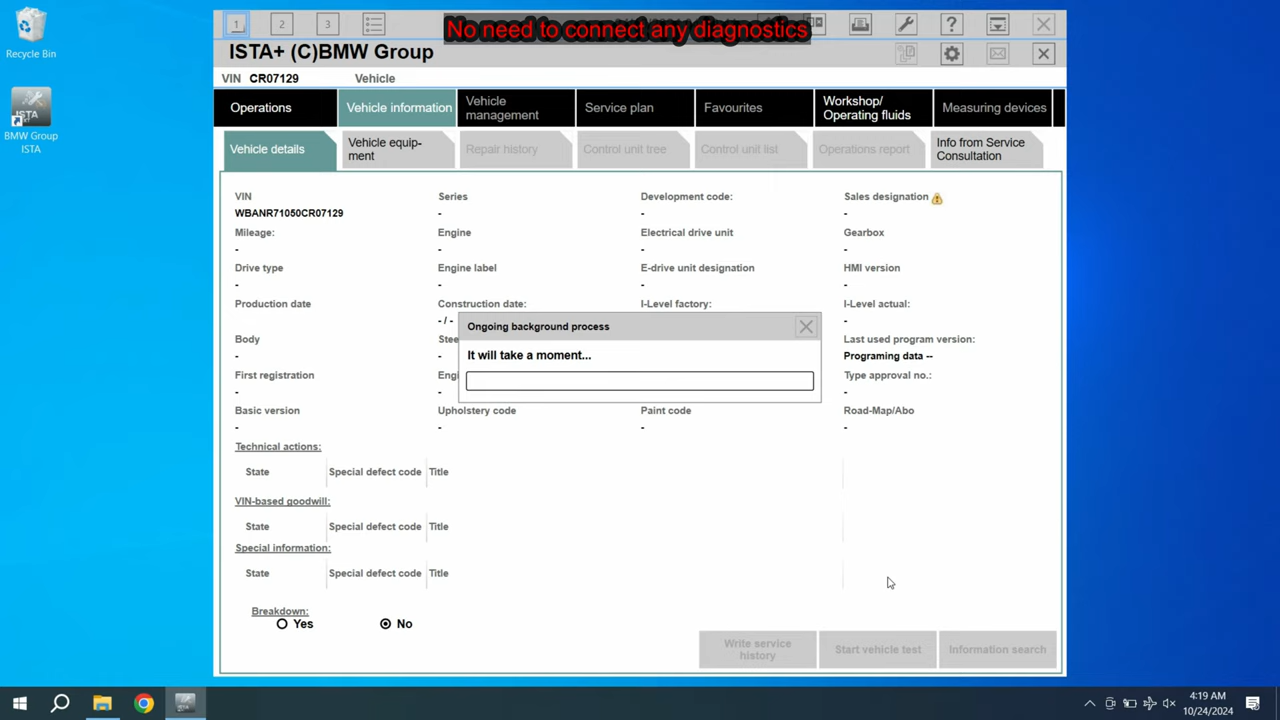 Recycle Bin
ISTA
BMW Group
ISTA
1
2
3
No need to connect any diagnostics
?
ISTA+ (C)BMW Group
VIN CR07129 Vehicle
Operations
Vehicle information
Vehicle
management
Service plan
Favourites
Workshop/
Operating fluids
Measuring devices
Vehicle details
Vehicle equip-
ment
Repair history
Control unit tree
Control unit list
Operations report
Info from Service
Consultation
VIN Series Development code: Sales designation
WBANR71050CR07129 - - -
Mileage: Engine Electrical drive unit Gearbox
- - - -
Drive type Engine label E-drive unit designation HMI version
- - - -
Production date Construction date: I-Level factory: I-Level actual:
- - / - -
Body Stee Last used program version:
- Programing data --
First registration Engi Type approval no.:
- -
Basic version Upholstery code Paint code Road-Map/Abo
- - - -
Ongoing background process
It will take a moment...
Technical actions:
State Special defect code Title
VIN-based goodwill:
State Special defect code Title
Special information:
State Special defect code Title
Breakdown:
Yes No
Write service
history
Start vehicle test
Information search
ISTA
4:19 AM
10/24/2024